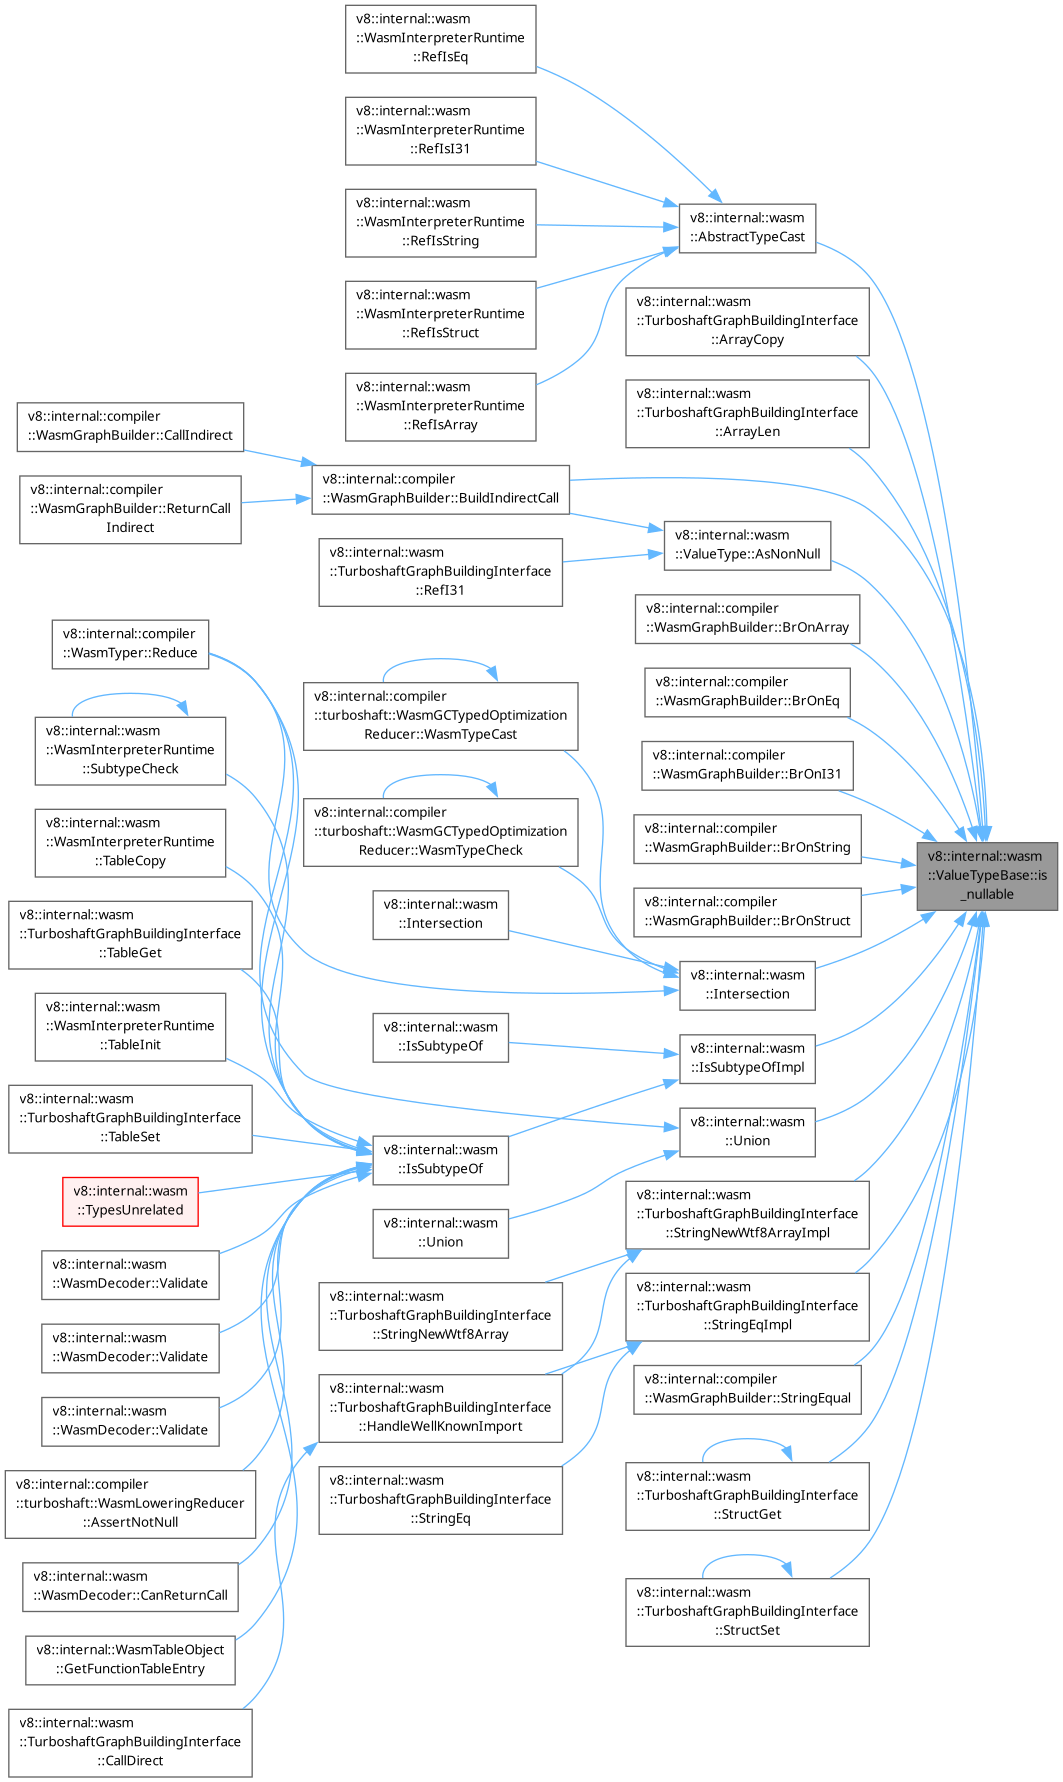 v8::internal::wasm
::WasmInterpreterRuntime
::RefIsEq
v8::internal::wasm
::WasmInterpreterRuntime
::RefIsI31
v8::internal::wasm
::WasmInterpreterRuntime
::RefIsString
v8::internal::wasm
::AbstractTypeCast
v8::internal::wasm
::WasmInterpreterRuntime
::RefIsStruct
v8::internal::wasm
::TurboshaftGraphBuildingInterface
::ArrayCopy
v8::internal::wasm
::WasmInterpreterRuntime
::RefIsArray
v8::internal::wasm
::TurboshaftGraphBuildingInterface
::ArrayLen
v8::internal::compiler
::WasmGraphBuilder::CallIndirect
v8::internal::compiler
::WasmGraphBuilder::BuildIndirectCall
v8::internal::compiler
::WasmGraphBuilder::ReturnCall
Indirect
v8::internal::wasm
::ValueType::AsNonNull
v8::internal::wasm
::TurboshaftGraphBuildingInterface
::RefI31
v8::internal::compiler
::WasmGraphBuilder::BrOnArray
v8::internal::compiler
::WasmTyper::Reduce
v8::internal::compiler
::WasmGraphBuilder::BrOnEq
v8::internal::compiler
::turboshaft::WasmGCTypedOptimization
Reducer::WasmTypeCast
v8::internal::wasm
::WasmInterpreterRuntime
::SubtypeCheck
v8::internal::compiler
::WasmGraphBuilder::BrOnI31
v8::internal::compiler
::turboshaft::WasmGCTypedOptimization
Reducer::WasmTypeCheck
v8::internal::wasm
::WasmInterpreterRuntime
::TableCopy
v8::internal::compiler
::WasmGraphBuilder::BrOnString
v8::internal::wasm
::ValueTypeBase::is
_nullable
v8::internal::compiler
::WasmGraphBuilder::BrOnStruct
v8::internal::wasm
::Intersection
v8::internal::wasm
::TurboshaftGraphBuildingInterface
::TableGet
v8::internal::wasm
::Intersection
v8::internal::wasm
::WasmInterpreterRuntime
::TableInit
v8::internal::wasm
::IsSubtypeOf
v8::internal::wasm
::IsSubtypeOfImpl
v8::internal::wasm
::TurboshaftGraphBuildingInterface
::TableSet
v8::internal::wasm
::Union
v8::internal::wasm
::IsSubtypeOf
v8::internal::wasm
::TypesUnrelated
v8::internal::wasm
::TurboshaftGraphBuildingInterface
::StringNewWtf8ArrayImpl
v8::internal::wasm
::Union
v8::internal::wasm
::WasmDecoder::Validate
v8::internal::wasm
::TurboshaftGraphBuildingInterface
::StringEqImpl
v8::internal::wasm
::TurboshaftGraphBuildingInterface
::StringNewWtf8Array
v8::internal::wasm
::WasmDecoder::Validate
v8::internal::compiler
::WasmGraphBuilder::StringEqual
v8::internal::wasm
::TurboshaftGraphBuildingInterface
::HandleWellKnownImport
v8::internal::wasm
::WasmDecoder::Validate
v8::internal::wasm
::TurboshaftGraphBuildingInterface
::StructGet
v8::internal::wasm
::TurboshaftGraphBuildingInterface
::StringEq
v8::internal::compiler
::turboshaft::WasmLoweringReducer
::AssertNotNull
v8::internal::wasm
::WasmDecoder::CanReturnCall
v8::internal::wasm
::TurboshaftGraphBuildingInterface
::StructSet
v8::internal::WasmTableObject
::GetFunctionTableEntry
v8::internal::wasm
::TurboshaftGraphBuildingInterface
::CallDirect